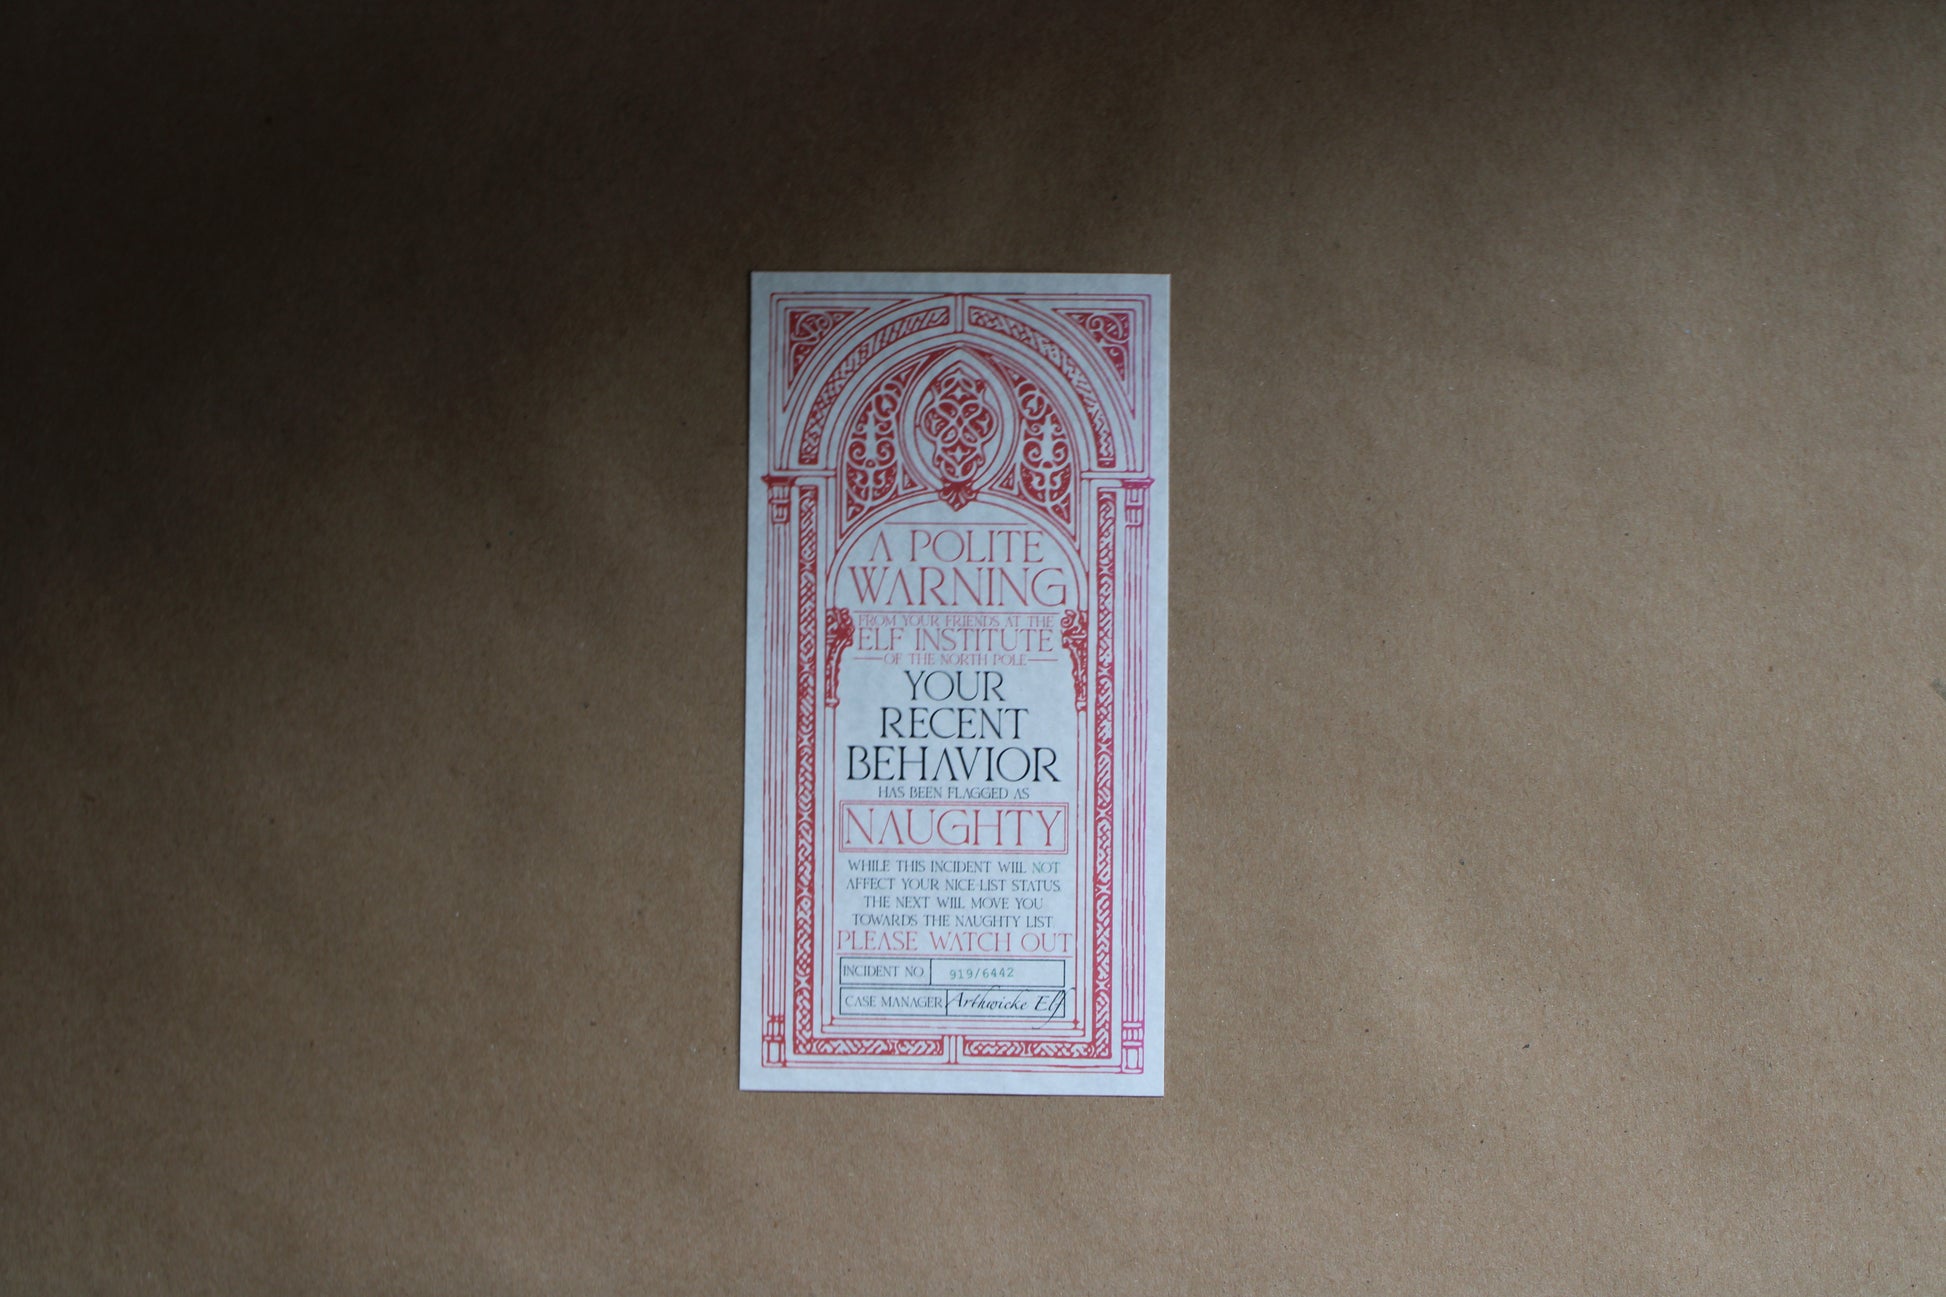 A POLITE
WARNING
FROM YOUR FRIENDS AT THE
ELF INSTITUTE
OF THE NORTH POLE
YOUR
RECENT
BEHAVIOR
HAS BEEN FLAGGED AS
NAUGHTY
WHILE THIS INCIDENT WILL NOT
AFFECT YOUR NICE-LIST STATUS,
THE NEXT WILL MOVE YOU
TOWARDS THE NAUGHTY LIST.
PLEASE WATCH OUT
INCIDENT NO. 919/6442
CASE MANAGER Arthwicke Elf